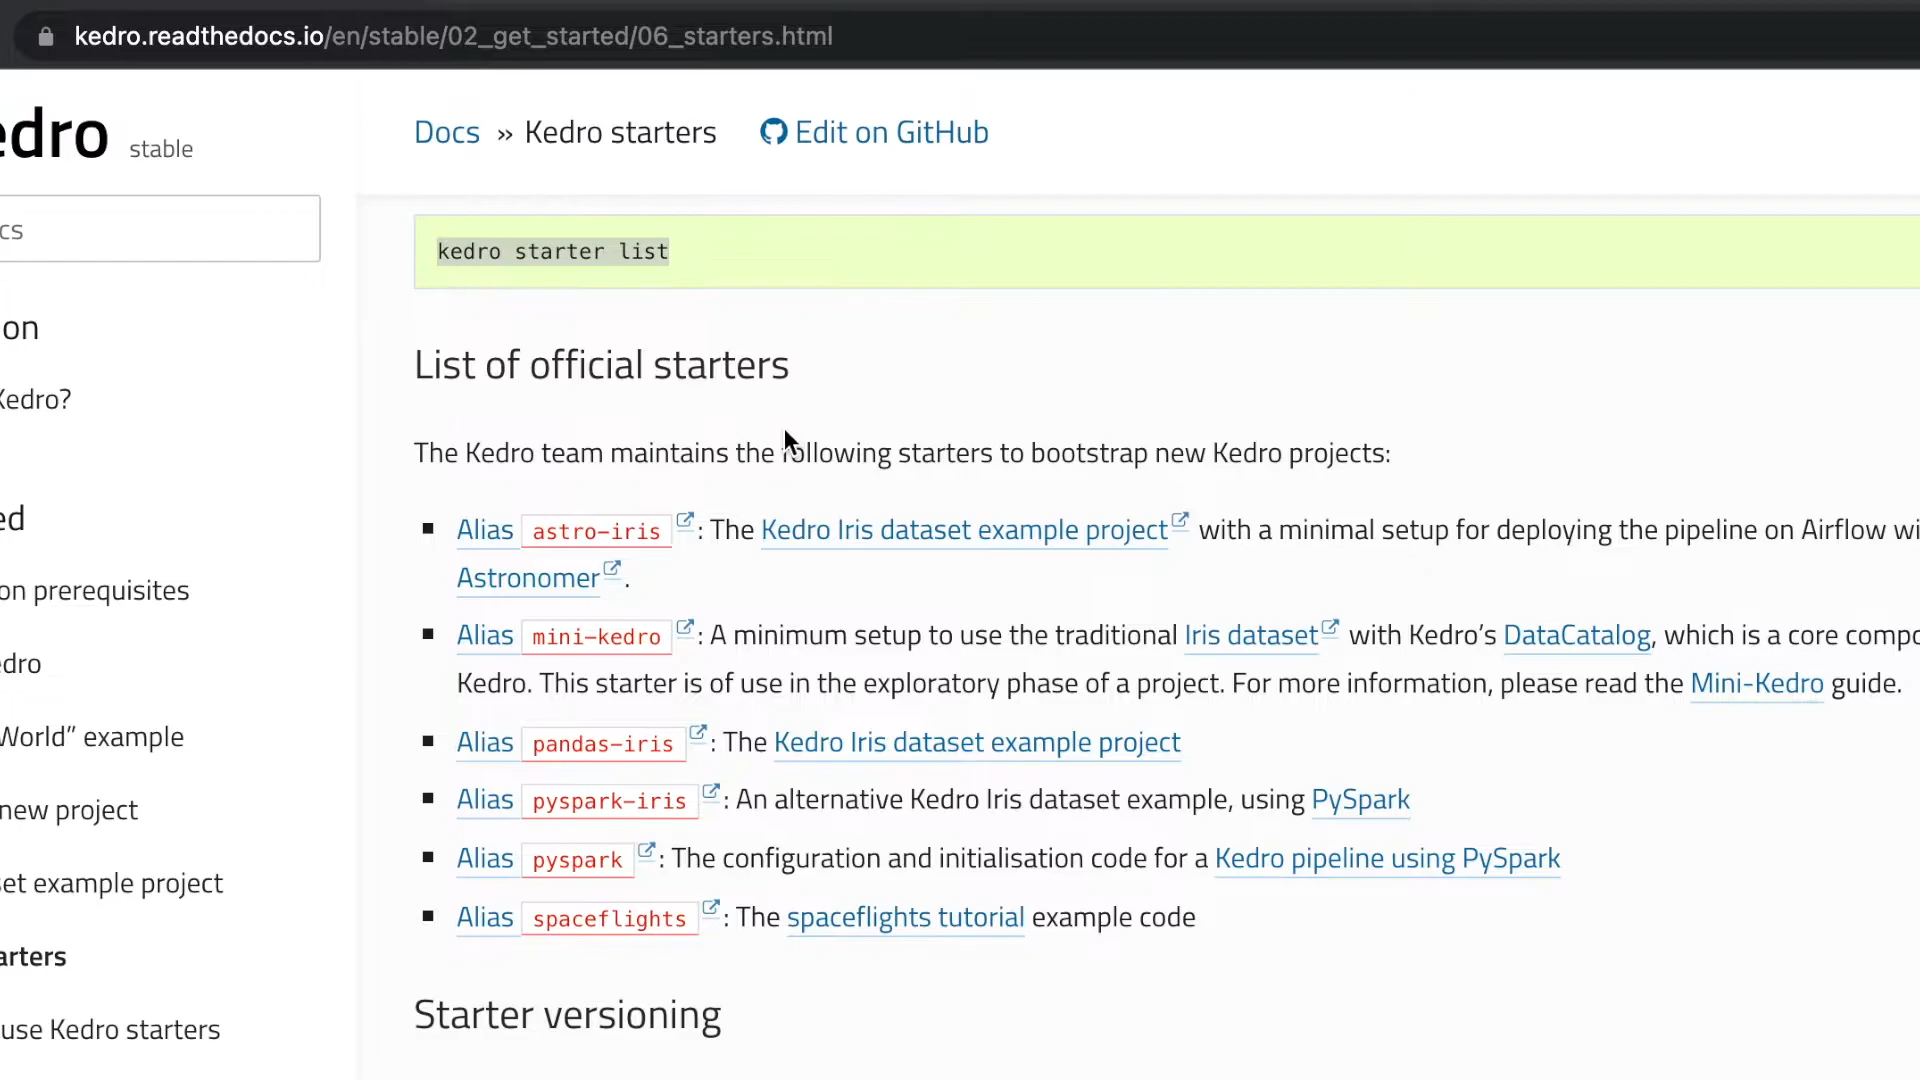 kedro.readthedocs.io/en/stable/02_get_started/06_starters.html
edro stable
Docs » Kedro starters Edit on GitHub
cs
kedro starter list
on
List of official starters
Kedro?
The Kedro team maintains the following starters to bootstrap new Kedro projects:
ed
Alias astro-iris : The Kedro Iris dataset example project with a minimal setup for deploying the pipeline on Airflow wi
Astronomer .
on prerequisites
Alias mini-kedro : A minimum setup to use the traditional Iris dataset with Kedro’s DataCatalog, which is a core compo
edro
Kedro. This starter is of use in the exploratory phase of a project. For more information, please read the Mini-Kedro guide.
World” example
Alias pandas-iris : The Kedro Iris dataset example project
new project
Alias pyspark-iris : An alternative Kedro Iris dataset example, using PySpark
Alias pyspark : The configuration and initialisation code for a Kedro pipeline using PySpark
set example project
Alias spaceflights : The spaceflights tutorial example code
arters
Starter versioning
use Kedro starters